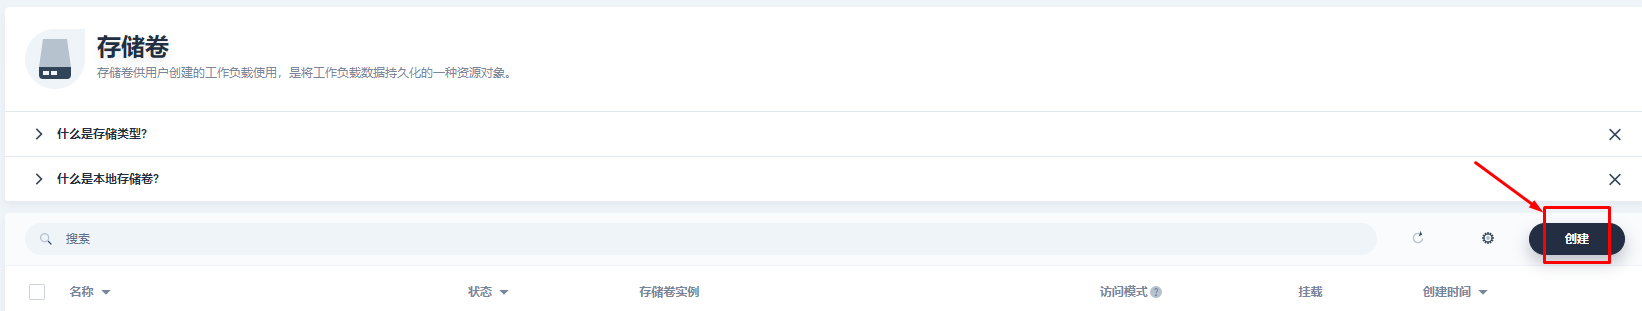 存储卷
存储卷供用户创建的工作负载使用，是将工作负载数据持久化的一种资源对象。
什么是存储类型？
什么是本地存储卷？
搜索
创建
名称 状态 存储卷实例 访问模式 ? 挂载 创建时间